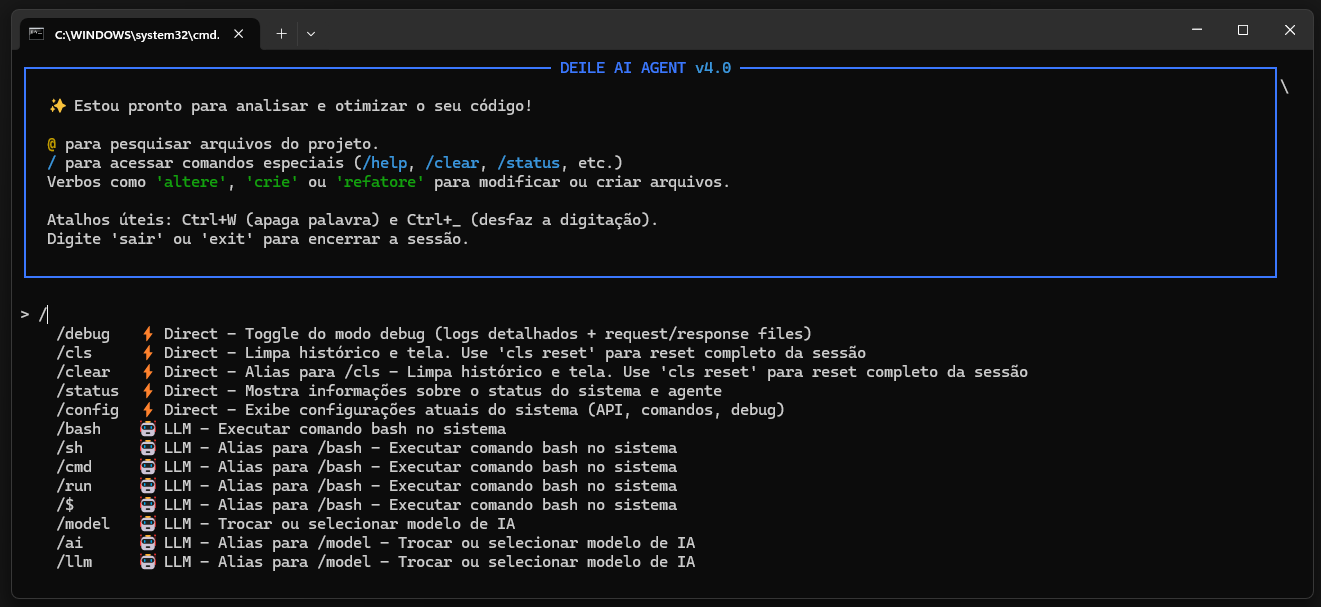 C:\WINDOWS\system32\cmd.
DEILE AI AGENT v4.0
\
✨ Estou pronto para analisar e otimizar o seu código!
@ para pesquisar arquivos do projeto.
/ para acessar comandos especiais (/help, /clear, /status, etc.)
Verbos como 'altere', 'crie' ou 'refatore' para modificar ou criar arquivos.
Atalhos úteis: Ctrl+W (apaga palavra) e Ctrl+_ (desfaz a digitação).
Digite 'sair' ou 'exit' para encerrar a sessão.
> /
/debug ⚡ Direct - Toggle do modo debug (logs detalhados + request/response files)
/cls ⚡ Direct - Limpa histórico e tela. Use 'cls reset' para reset completo da sessão
/clear ⚡ Direct - Alias para /cls - Limpa histórico e tela. Use 'cls reset' para reset completo da sessão
/status ⚡ Direct - Mostra informações sobre o status do sistema e agente
/config ⚡ Direct - Exibe configurações atuais do sistema (API, comandos, debug)
/bash 🤖 LLM - Executar comando bash no sistema
/sh 🤖 LLM - Alias para /bash - Executar comando bash no sistema
/cmd 🤖 LLM - Alias para /bash - Executar comando bash no sistema
/run 🤖 LLM - Alias para /bash - Executar comando bash no sistema
/$ 🤖 LLM - Alias para /bash - Executar comando bash no sistema
/model 🤖 LLM - Trocar ou selecionar modelo de IA
/ai 🤖 LLM - Alias para /model - Trocar ou selecionar modelo de IA
/llm 🤖 LLM - Alias para /model - Trocar ou selecionar modelo de IA